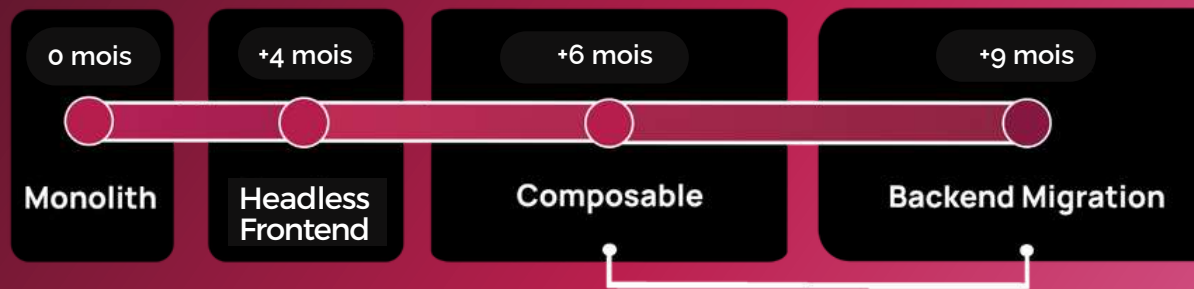 0 mois
+4 mois
+6 mois
+9 mois
Monolith
Headless
Frontend
Composable
Backend Migration